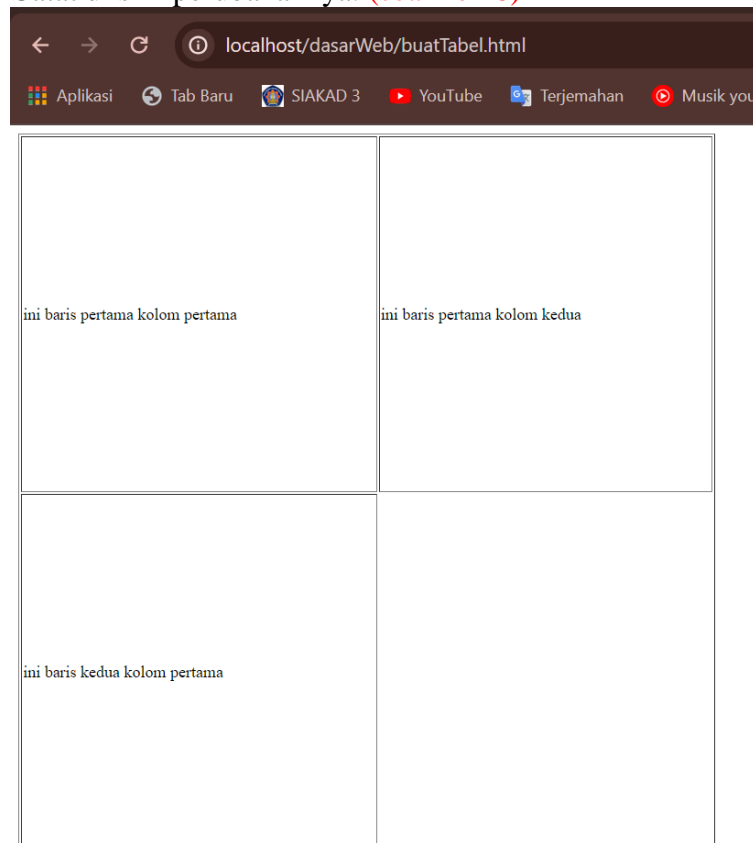 localhost/dasarWeb/buatTabel.html
Aplikasi Tab Baru SIAKAD 3 YouTube Terjemahan Musik you
ini baris pertama kolom pertama ini baris pertama kolom kedua
ini baris kedua kolom pertama